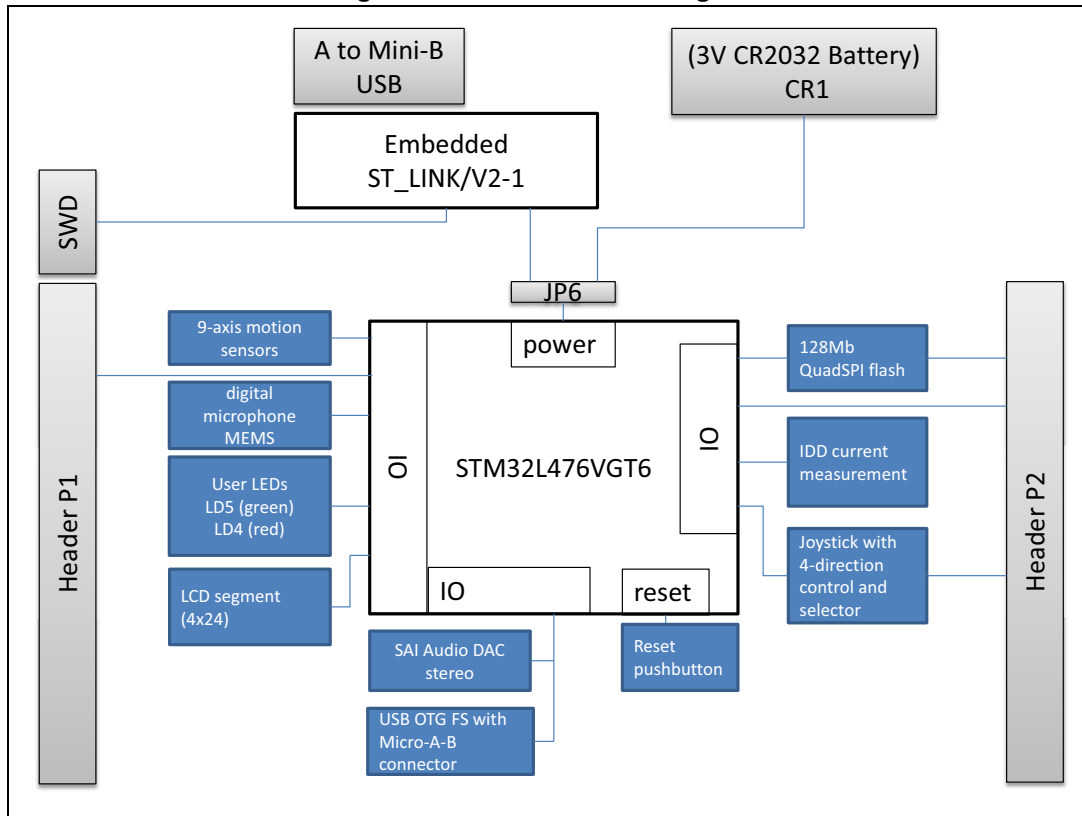 A to Mini-B
USB
(3V CR2032 Battery)
CR1
Embedded
ST_LINK/V2-1
SWD
JP6
Header P1
9-axis motion
sensors
digital
microphone
MEMS
User LEDs
LD5 (green)
LD4 (red)
LCD segment
(4x24)
IO
power
STM32L476VGT6
IO
IO
reset
128Mb
QuadSPI flash
IDD current
measurement
Joystick with
4-direction
control and
selector
Header P2
SAI Audio DAC
stereo
Reset
pushbutton
USB OTG FS with
Micro-A-B
connector